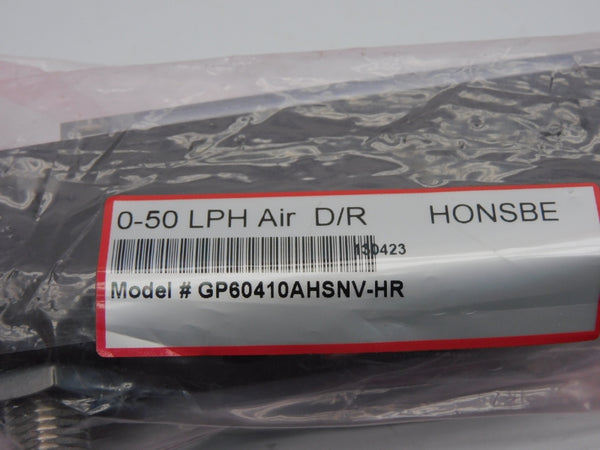 0-50 LPH Air D/R HONSBE
130423
Model # GP60410AHSNV-HR